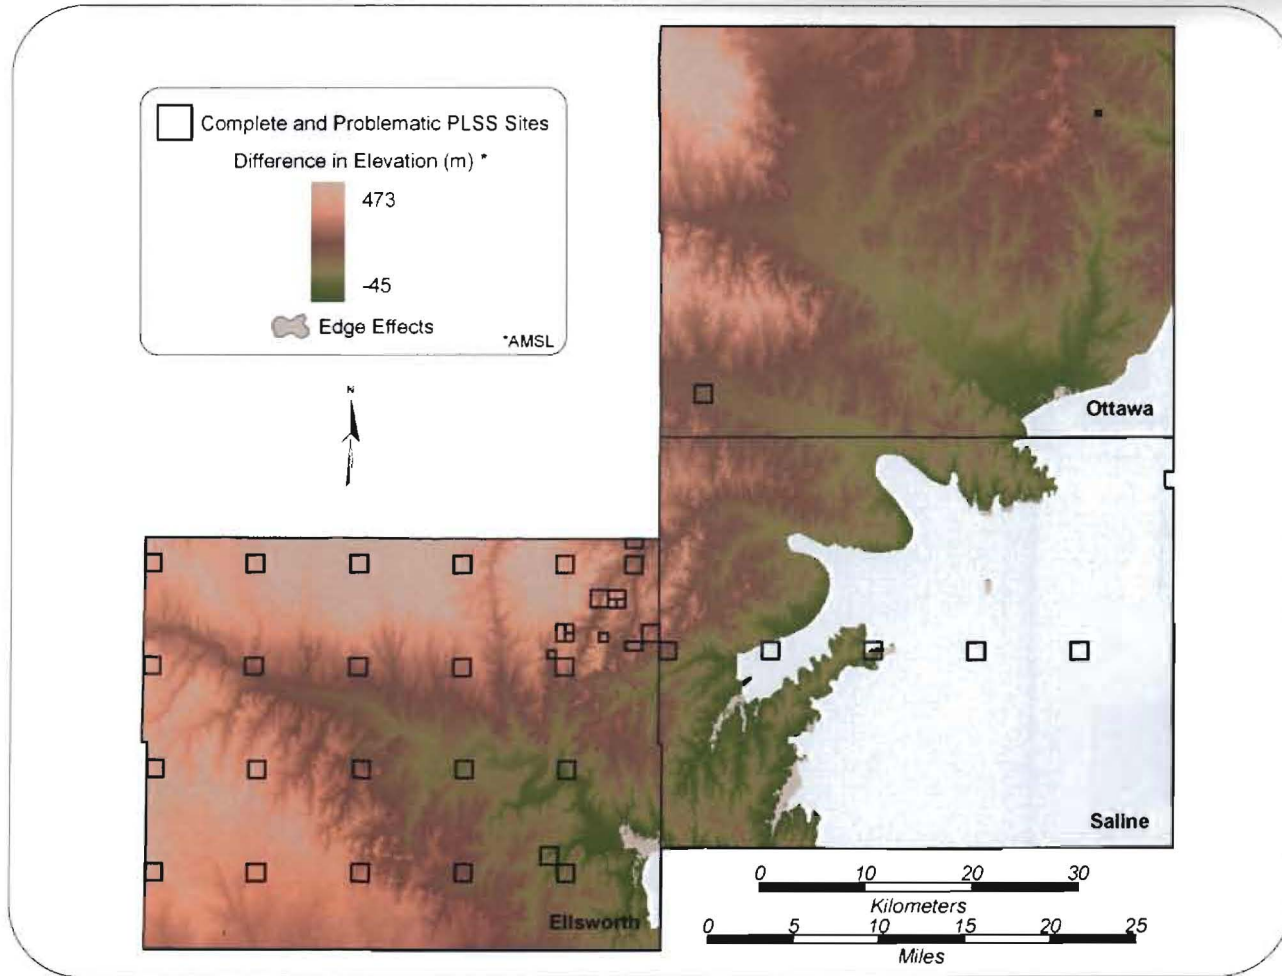 Complete and Problematic PLSS Sites
Difference in Elevation (m) *
473
-45
Edge Effects
*AMSL
N
Ottawa
Saline
Ellsworth
0 10 20 30
Kilometers
0 5 10 15 20 25
Miles